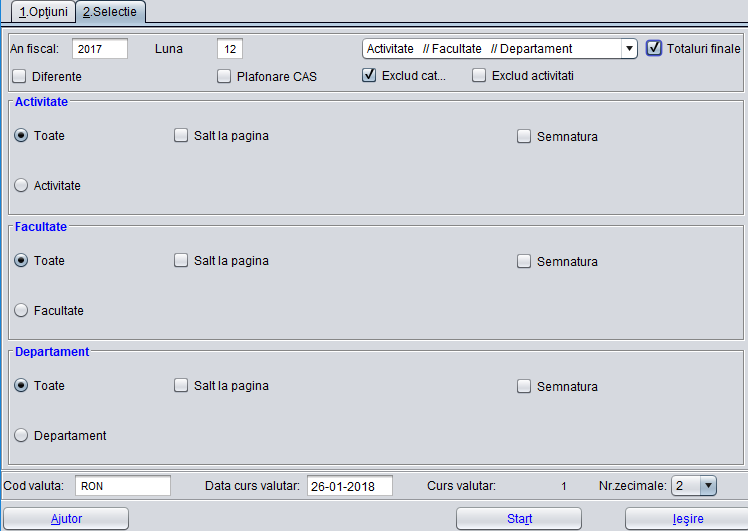 1.Opţiuni 2.Selectie
An fiscal: 2017 Luna 12 Activitate // Facultate // Departament Totaluri finale
Diferente Plafonare CAS Exclud cat... Exclud activitati
Activitate
Toate Salt la pagina Semnatura
Activitate
Facultate
Toate Salt la pagina Semnatura
Facultate
Departament
Toate Salt la pagina Semnatura
Departament
Cod valuta: RON Data curs valutar: 26-01-2018 Curs valutar: 1 Nr.zecimale: 2
Ajutor Start Ieşire